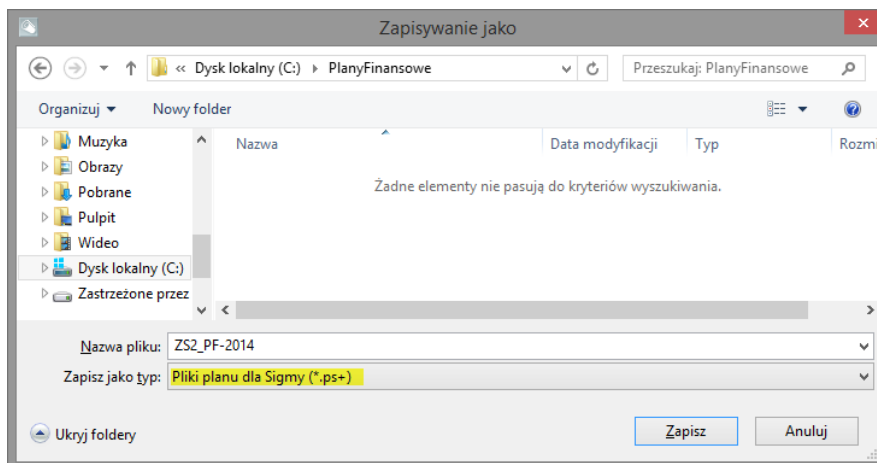 Zapisywanie jako
« Dysk lokalny (C:) PlanyFinansowe
Przeszukaj: PlanyFinansowe
Organizuj Nowy folder
Muzyka
Obrazy
Pobrane
Pulpit
Wideo
Dysk lokalny (C:)
Zastrzeżone przez
Nazwa Data modyfikacji Typ Rozmi
Żadne elementy nie pasują do kryteriów wyszukiwania.
Nazwa pliku: ZS2_PF-2014
Zapisz jako typ: Pliki planu dla Sigmy (*.ps+)
Ukryj foldery
Zapisz Anuluj